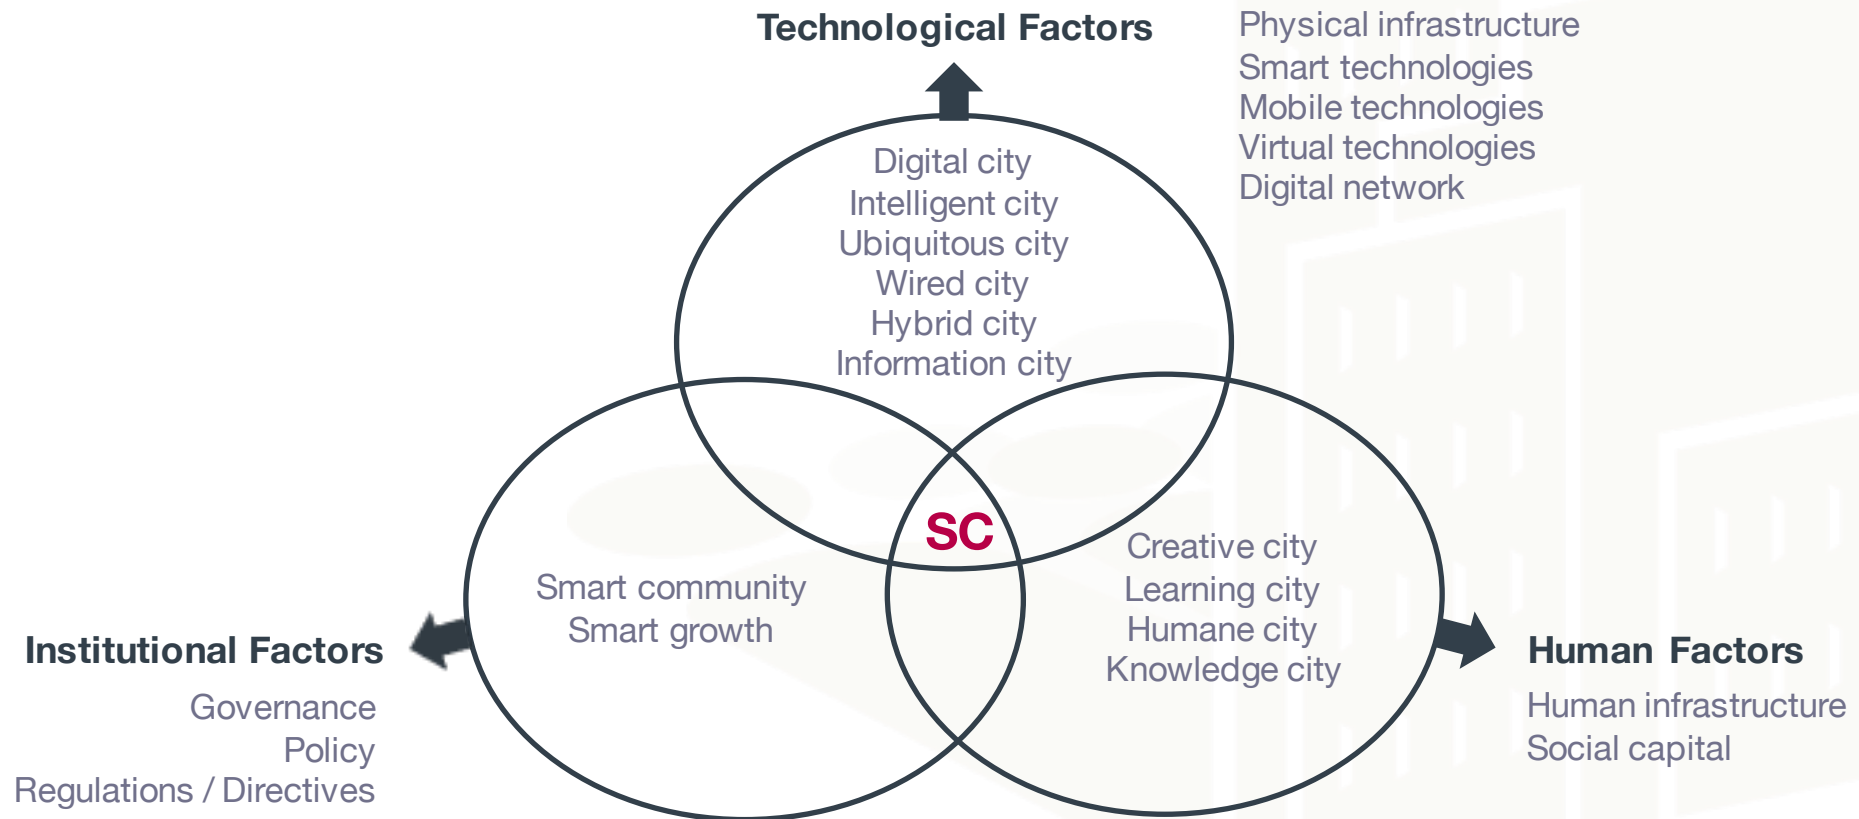 Technological Factors
Physical infrastructure
Smart technologies
Mobile technologies
Virtual technologies
Digital network
Digital city
Intelligent city
Ubiquitous city
Wired city
Hybrid city
Information city
SC
Smart community
Smart growth
Creative city
Learning city
Humane city
Knowledge city
Institutional Factors
Governance
Policy
Regulations / Directives
Human Factors
Human infrastructure
Social capital